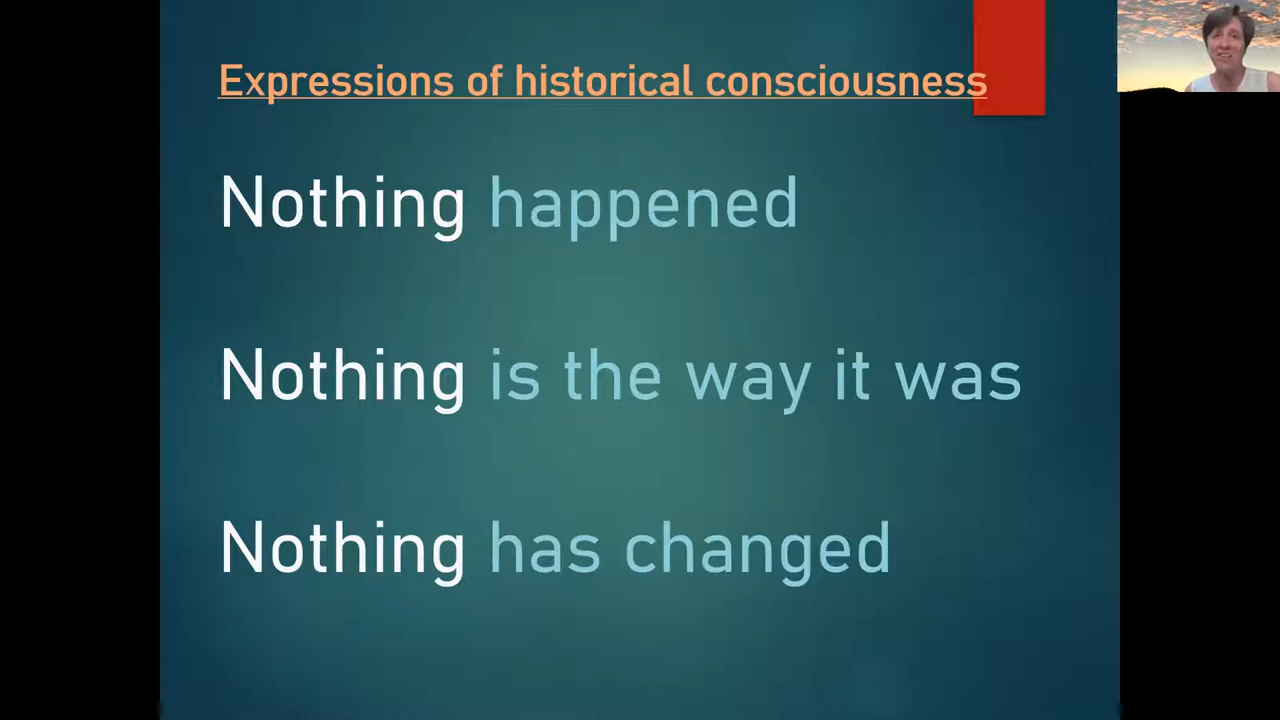 Expressions of historical consciousness
Nothing happened
Nothing is the way it was
Nothing has changed